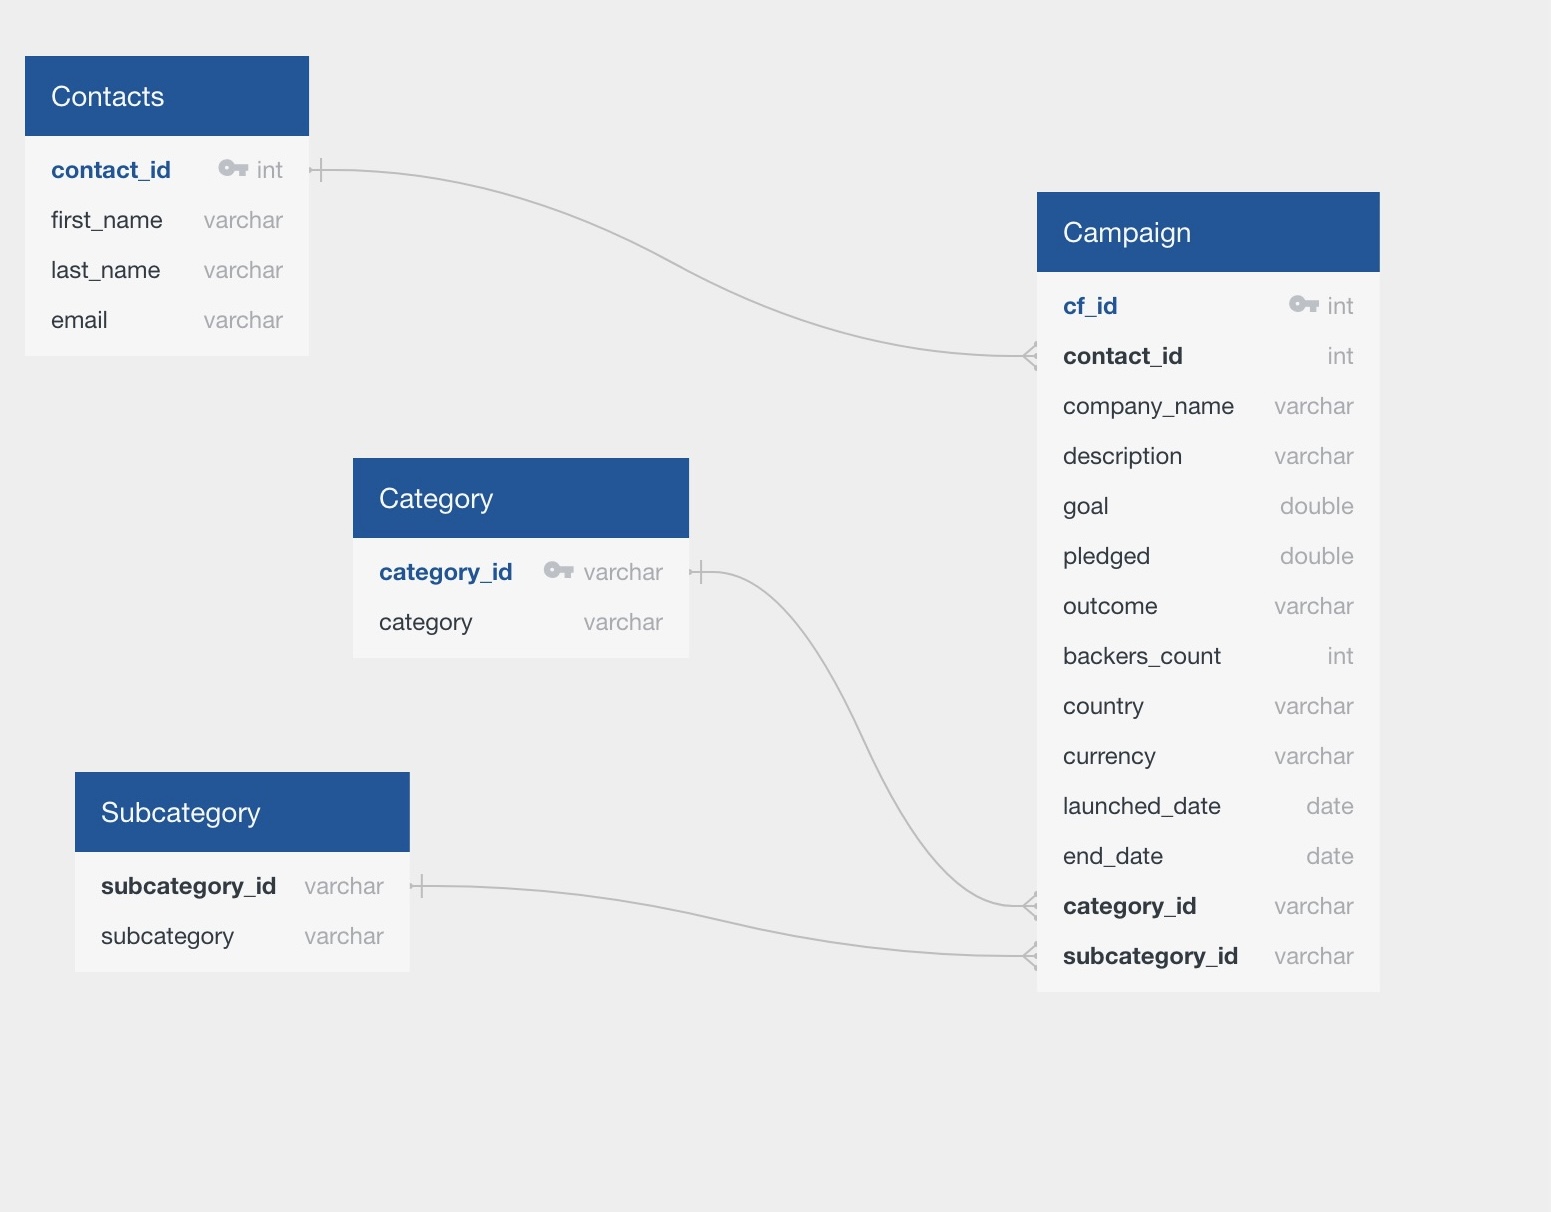 Contacts
contact_id int
first_name varchar
last_name varchar
email varchar
Campaign
cf_id int
contact_id int
company_name varchar
description varchar
goal double
pledged double
outcome varchar
backers_count int
country varchar
currency varchar
launched_date date
end_date date
category_id varchar
subcategory_id varchar
Category
category_id varchar
category varchar
Subcategory
subcategory_id varchar
subcategory varchar